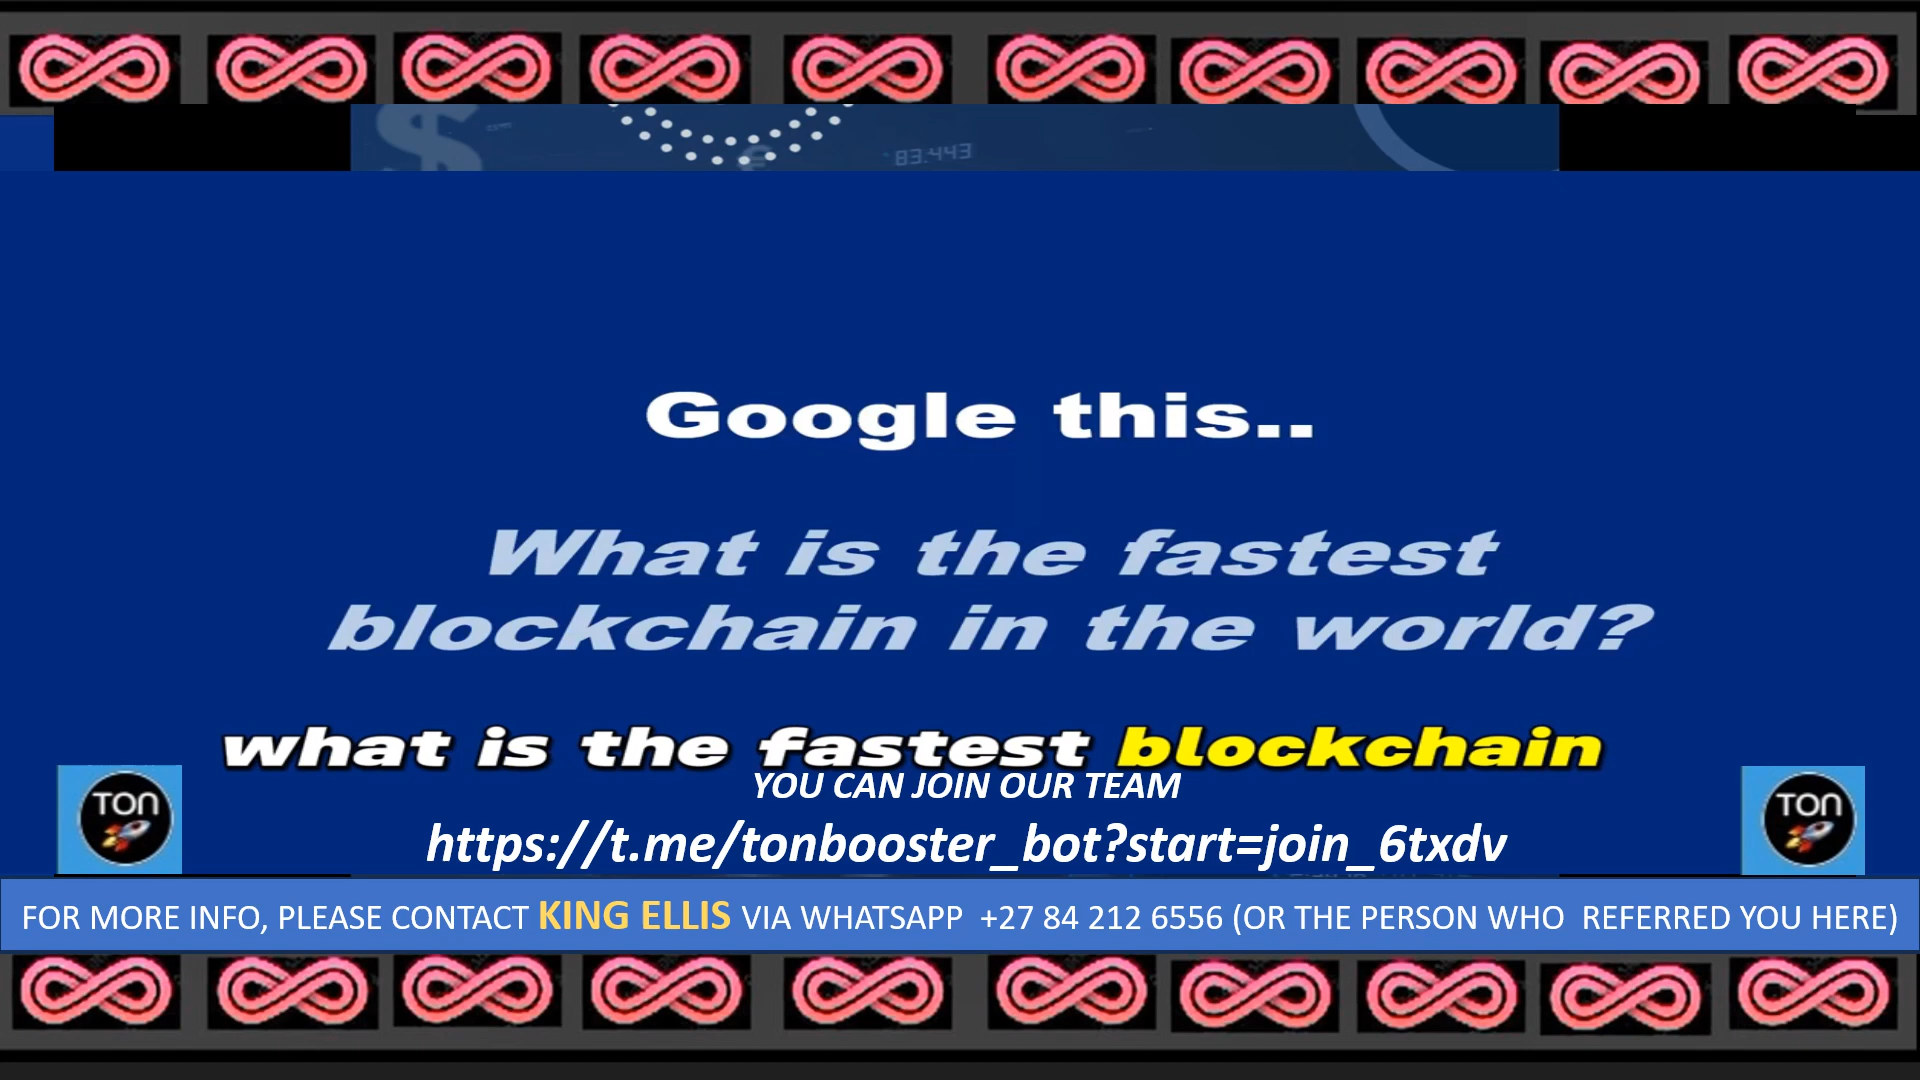 83.443
Google this..
What is the fastest
blockchain in the world?
what is the fastest blockchain
YOU CAN JOIN OUR TEAM
TON
TON
https://t.me/tonbooster_bot?start=join_6txdv
FOR MORE INFO, PLEASE CONTACT KING ELLIS VIA WHATSAPP +27 84 212 6556 (OR THE PERSON WHO REFERRED YOU HERE)